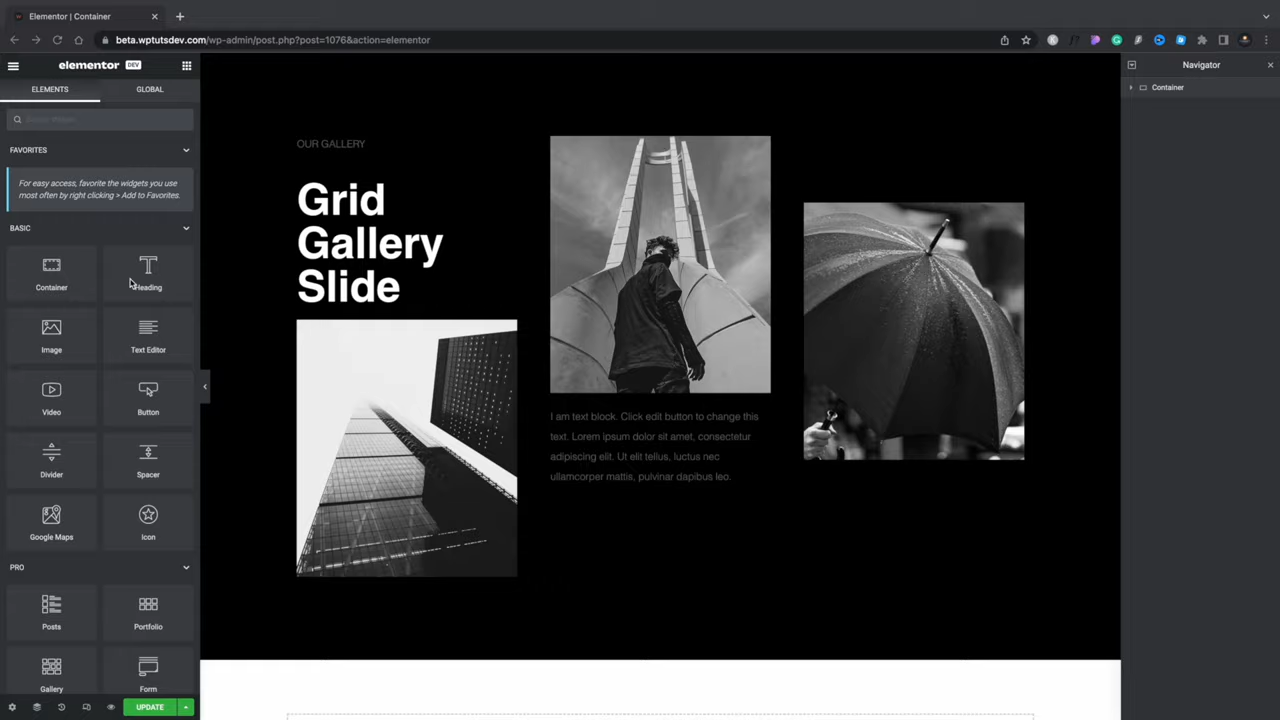 Elementor | Container
beta.wptutsdev.com/wp-admin/post.php?post=1076&action=elementor
elementor DEV
ELEMENTS
GLOBAL
Search Widget...
FAVORITES
For easy access, favorite the widgets you use
most often by right clicking > Add to Favorites.
BASIC
Container
Heading
Image
Text Editor
Video
Button
Divider
Spacer
Google Maps
Icon
PRO
Posts
Portfolio
Gallery
Form
UPDATE
OUR GALLERY
Grid
Gallery
Slide
I am text block. Click edit button to change this
text. Lorem ipsum dolor sit amet, consectetur
adipiscing elit. Ut elit tellus, luctus nec
ullamcorper mattis, pulvinar dapibus leo.
Navigator
Container